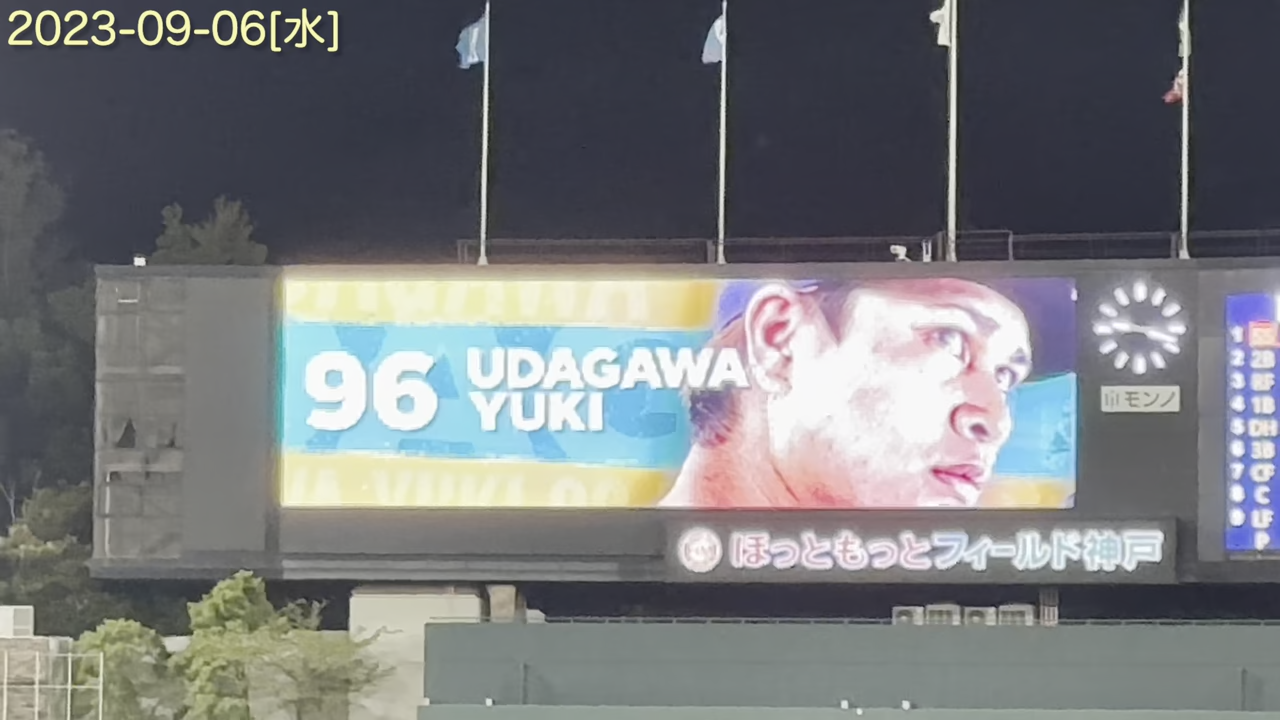 2023-09-06[水]
96
UDAGAWA
YUKI
モンノ
ほっともっとフィールド神戸
1
2 2B
3 RF
4 1B
5 DH
6 3B
7 CF
8 C
9 LF
P